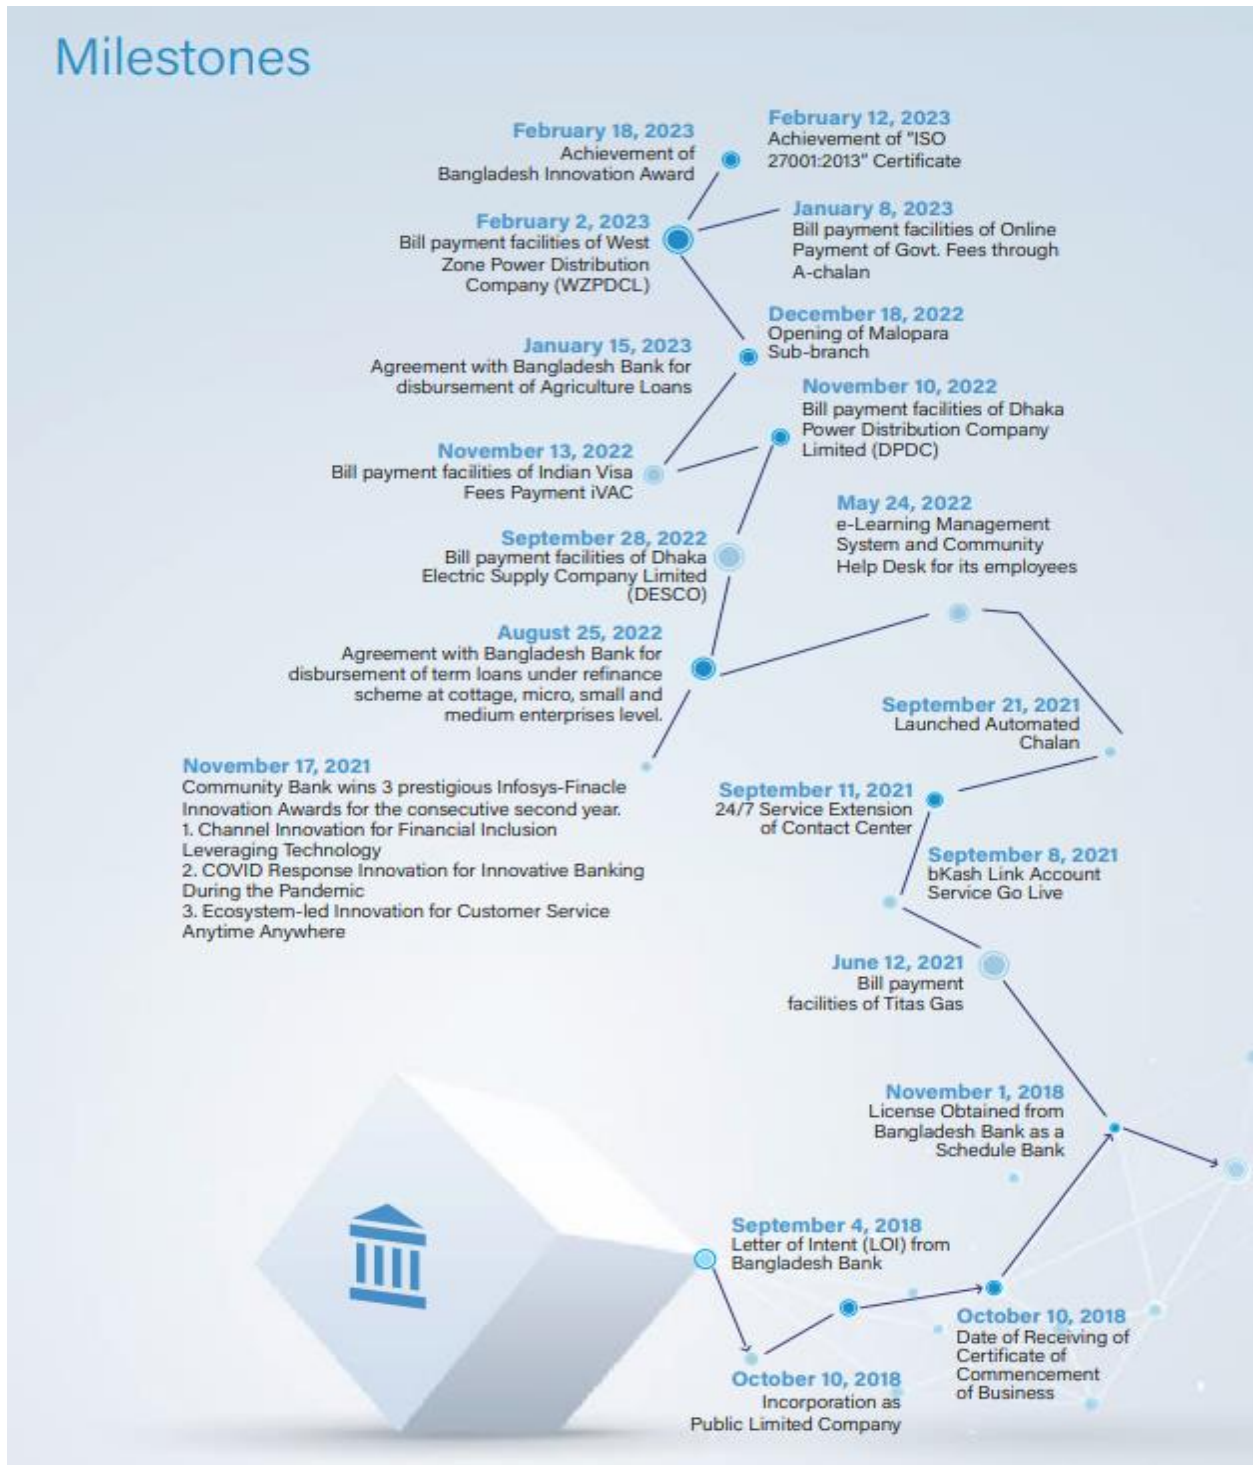 Milestones
February 18, 2023
Achievement of
Bangladesh Innovation Award
February 12, 2023
Achievement of "ISO
27001:2013" Certificate
February 2, 2023
Bill payment facilities of West
Zone Power Distribution
Company (WZPDCL)
January 8, 2023
Bill payment facilities of Online
Payment of Govt. Fees through
A-chalan
January 15, 2023
Agreement with Bangladesh Bank for
disbursement of Agriculture Loans
December 18, 2022
Opening of Malopara
Sub-branch
November 10, 2022
Bill payment facilities of Dhaka
Power Distribution Company
Limited (DPDC)
November 13, 2022
Bill payment facilities of Indian Visa
Fees Payment iVAC
May 24, 2022
e-Learning Management
System and Community
Help Desk for its employees
September 28, 2022
Bill payment facilities of Dhaka
Electric Supply Company Limited
(DESCO)
August 25, 2022
Agreement with Bangladesh Bank for
disbursement of term loans under refinance
scheme at cottage, micro, small and
medium enterprises level.
September 21, 2021
Launched Automated
Chalan
November 17, 2021
Community Bank wins 3 prestigious Infosys-Finacle
Innovation Awards for the consecutive second year.
1. Channel Innovation for Financial Inclusion
Leveraging Technology
2. COVID Response Innovation for Innovative Banking
During the Pandemic
3. Ecosystem-led Innovation for Customer Service
Anytime Anywhere
September 11, 2021
24/7 Service Extension
of Contact Center
September 8, 2021
bKash Link Account
Service Go Live
June 12, 2021
Bill payment
facilities of Titas Gas
November 1, 2018
License Obtained from
Bangladesh Bank as a
Schedule Bank
September 4, 2018
Letter of Intent (LOI) from
Bangladesh Bank
October 10, 2018
Date of Receiving of
Certificate of
Commencement
of Business
October 10, 2018
Incorporation as
Public Limited Company